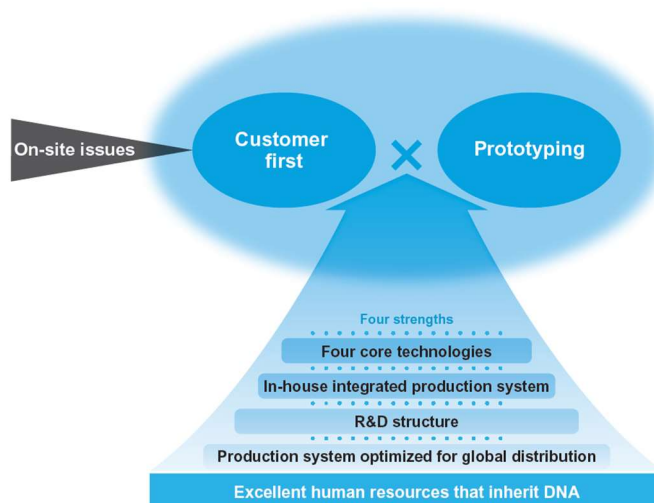 On-site issues
Customer
first
×
Prototyping
Four strengths
Four core technologies
In-house integrated production system
R&D structure
Production system optimized for global distribution
Excellent human resources that inherit DNA